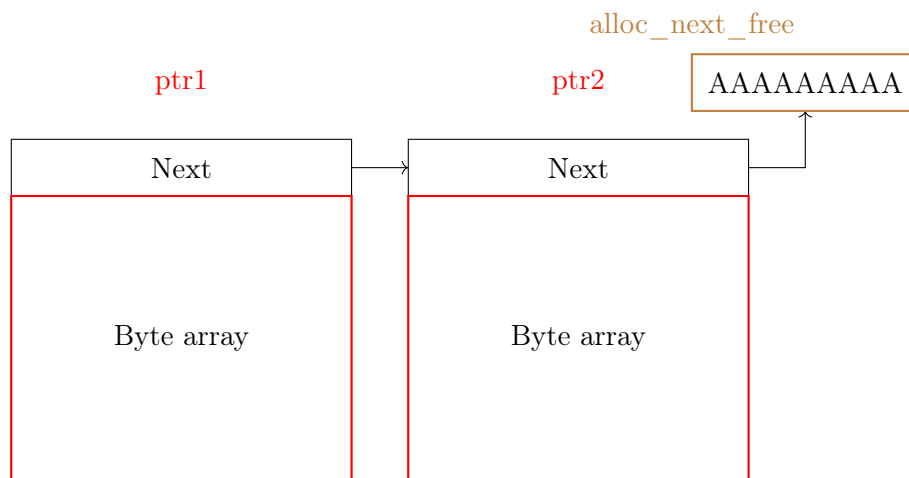 alloc_next_free
ptr1
ptr2
AAAAAAAAA
Next
Next
Byte array
Byte array